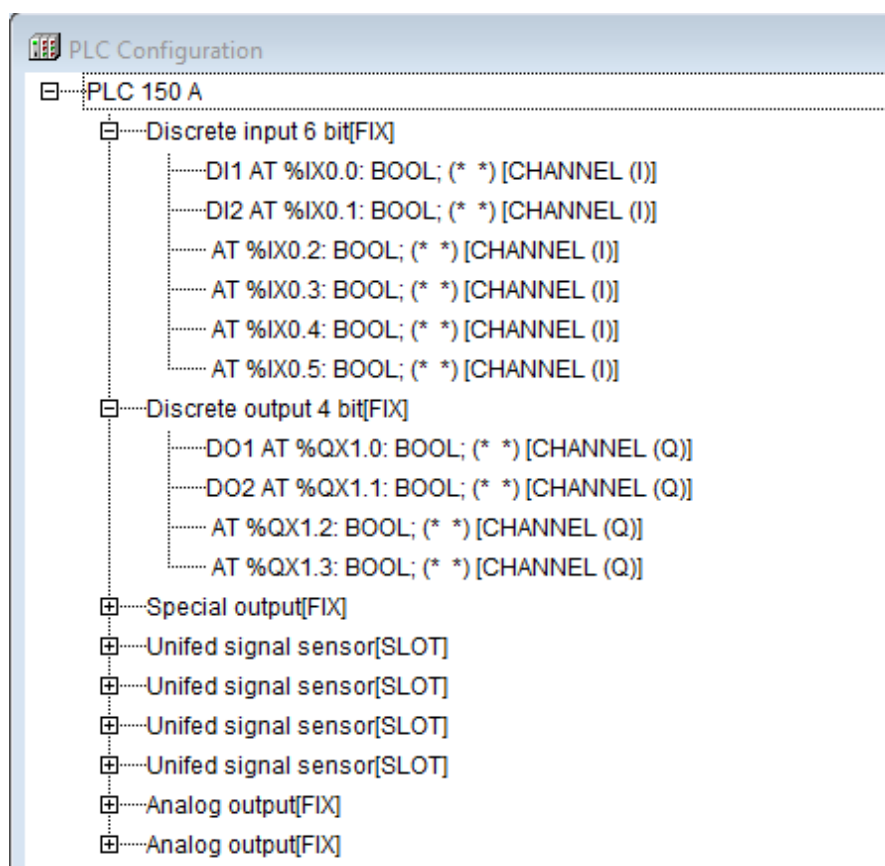 PLC Configuration
PLC 150 A
Discrete input 6 bit[FIX]
DI1 AT %IX0.0: BOOL; (* *) [CHANNEL (I)]
DI2 AT %IX0.1: BOOL; (* *) [CHANNEL (I)]
AT %IX0.2: BOOL; (* *) [CHANNEL (I)]
AT %IX0.3: BOOL; (* *) [CHANNEL (I)]
AT %IX0.4: BOOL; (* *) [CHANNEL (I)]
AT %IX0.5: BOOL; (* *) [CHANNEL (I)]
Discrete output 4 bit[FIX]
DO1 AT %QX1.0: BOOL; (* *) [CHANNEL (Q)]
DO2 AT %QX1.1: BOOL; (* *) [CHANNEL (Q)]
AT %QX1.2: BOOL; (* *) [CHANNEL (Q)]
AT %QX1.3: BOOL; (* *) [CHANNEL (Q)]
Special output[FIX]
Unifed signal sensor[SLOT]
Unifed signal sensor[SLOT]
Unifed signal sensor[SLOT]
Unifed signal sensor[SLOT]
Analog output[FIX]
Analog output[FIX]